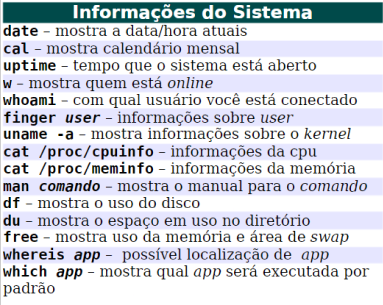 Informações do Sistema
date – mostra a data/hora atuais
cal – mostra calendário mensal
uptime – tempo que o sistema está aberto
w – mostra quem está online
whoami – com qual usuário você está conectado
finger user – informações sobre user
uname -a – mostra informações sobre o kernel
cat /proc/cpuinfo – informações da cpu
cat /proc/meminfo – informações da memória
man comando – mostra o manual para o comando
df – mostra o uso do disco
du – mostra o espaço em uso no diretório
free – mostra uso da memória e área de swap
whereis app – possível localização de app
which app – mostra qual app será executada por
padrão